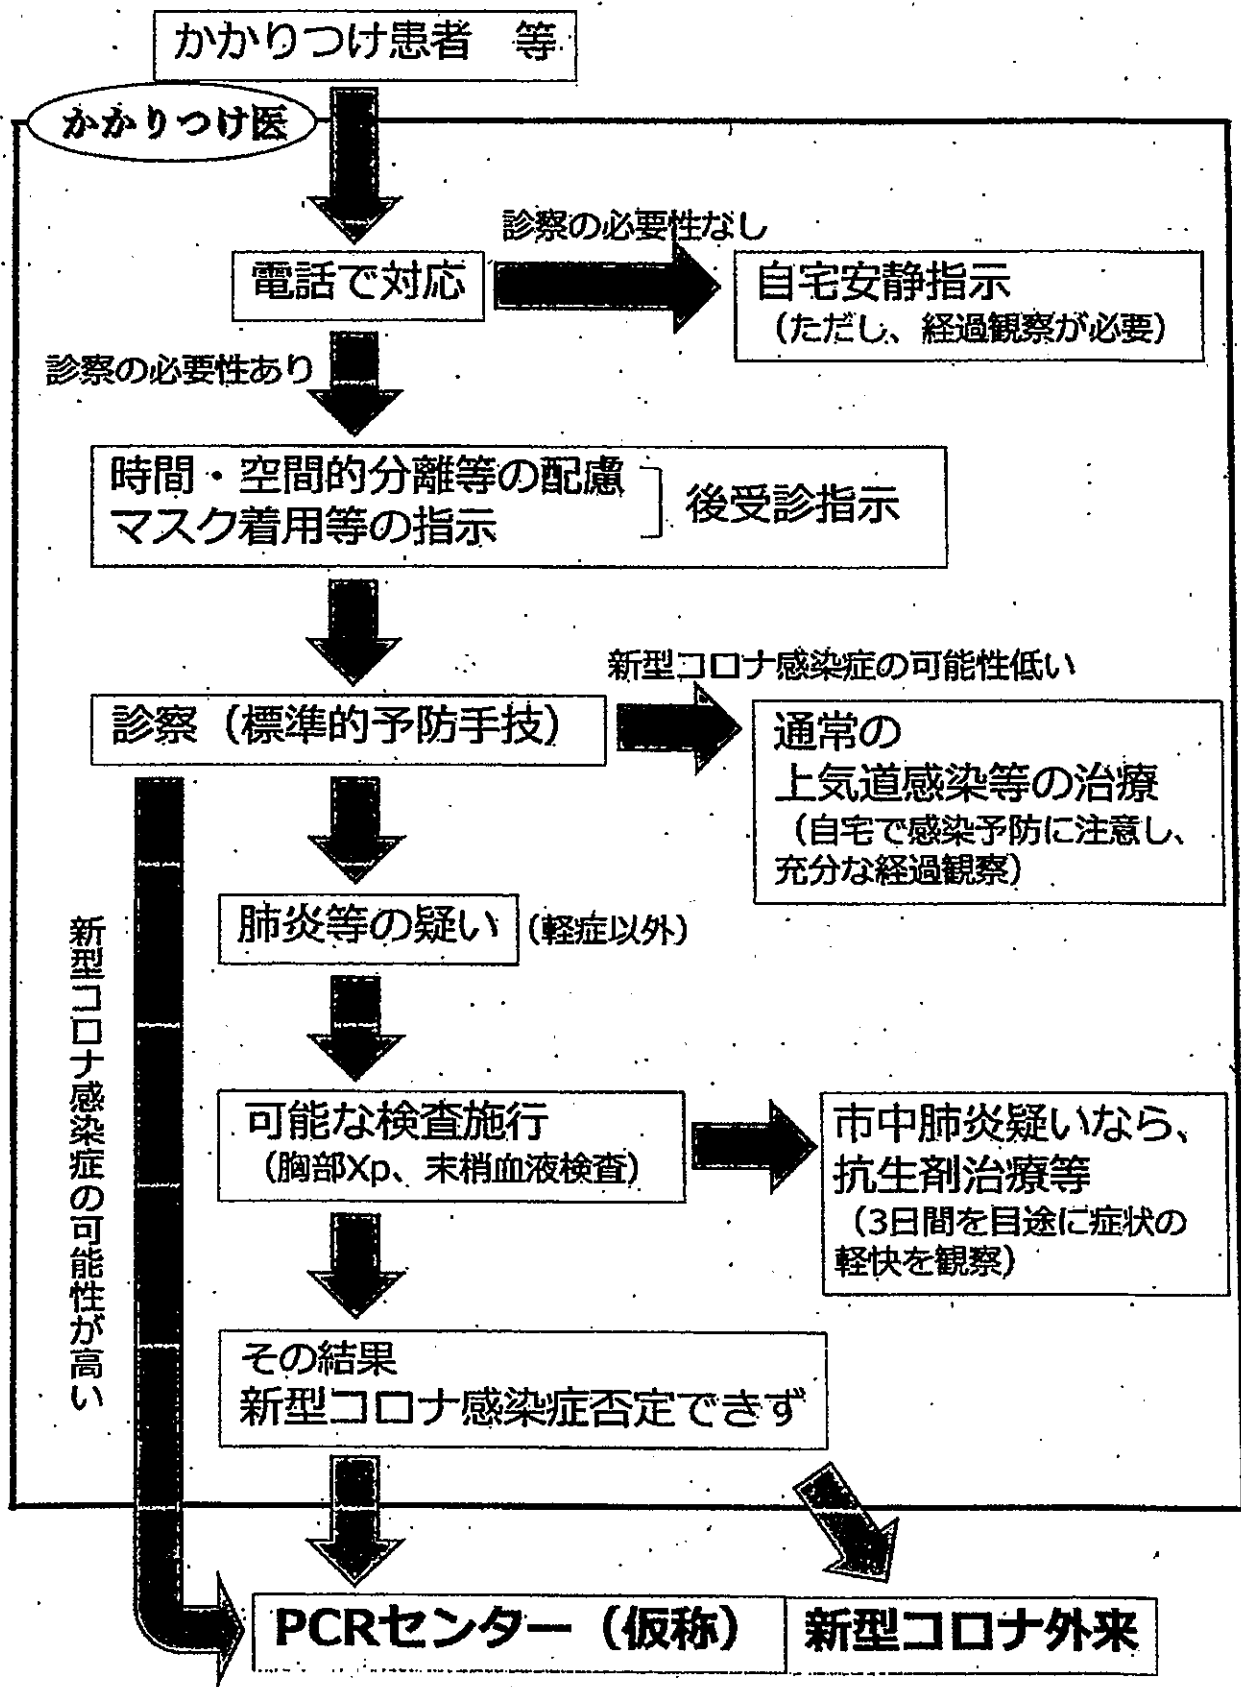 かかりつけ患者　等
かかりつけ医
診察の必要性なし
電話で対応
自宅安静指示
（ただし、経過観察が必要）
診察の必要性あり
時間・空間的分離等の配慮
マスク着用等の指示
後受診指示
新型コロナ感染症の可能性低い
診察（標準的予防手技）
通常の
上気道感染等の治療
（自宅で感染予防に注意し、
充分な経過観察）
肺炎等の疑い
（軽症以外）
新型コロナ感染症の可能性が高い
可能な検査施行
（胸部Xp、末梢血液検査）
市中肺炎疑いなら、
抗生剤治療等
（3日間を目途に症状の
軽快を観察）
その結果
新型コロナ感染症否定できず
PCRセンター（仮称）
新型コロナ外来